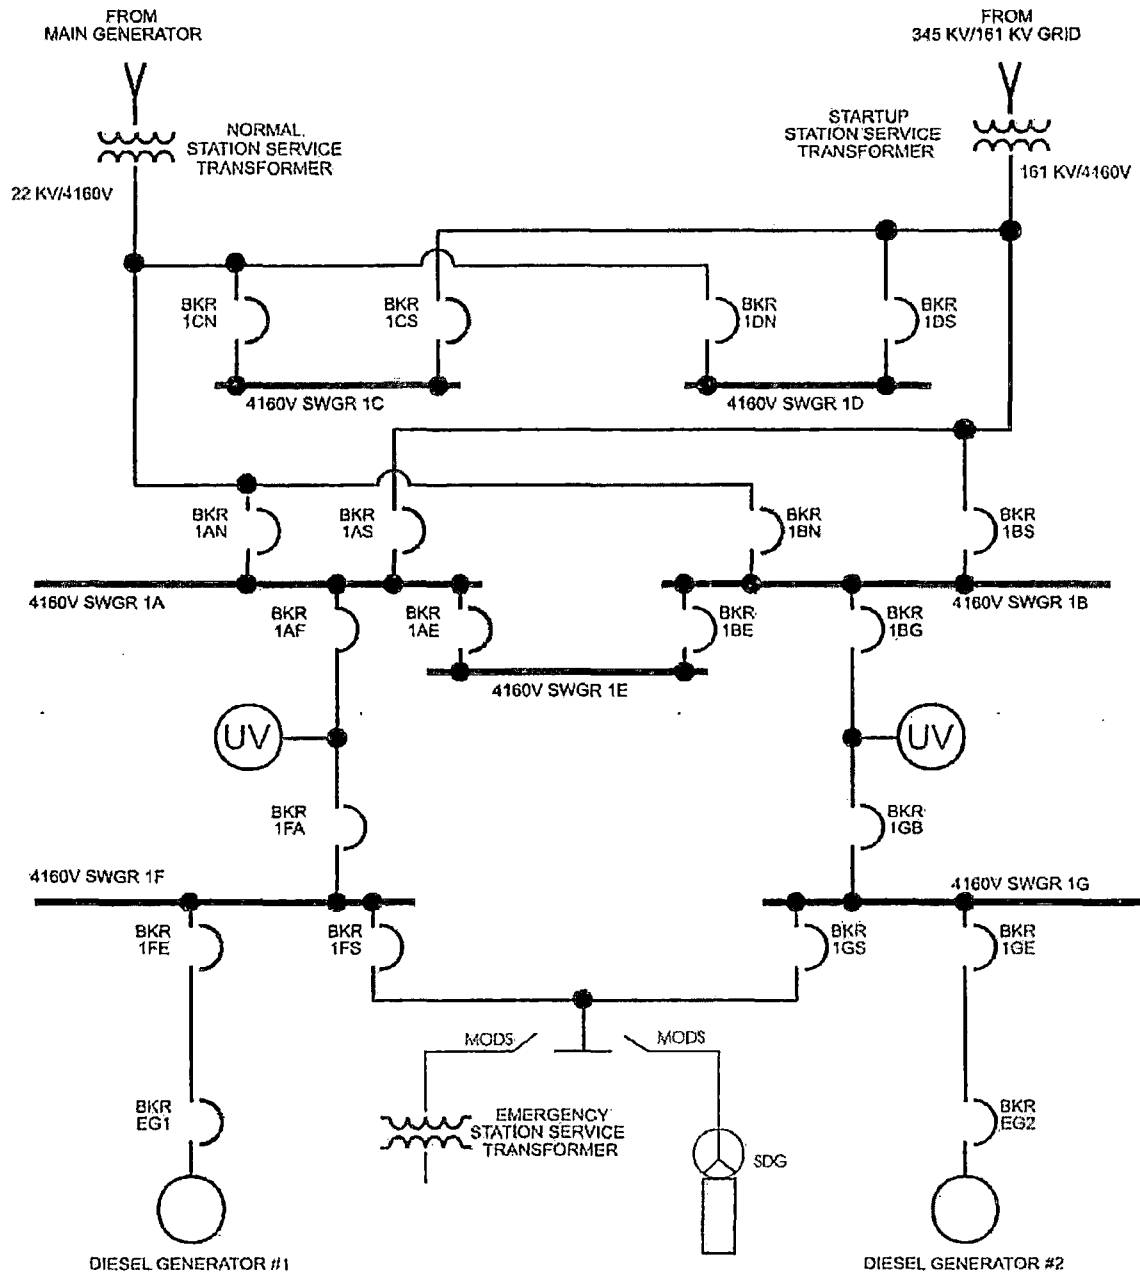 FROM
MAIN GENERATOR
FROM
345 KV/161 KV GRID
NORMAL
STATION SERVICE
TRANSFORMER
STARTUP
STATION SERVICE
TRANSFORMER
22 KV/4160V
161 KV/4160V
BKR
1CN
BKR
1CS
BKR
1DN
BKR
1DS
4160V SWGR 1C
4160V SWGR 1D
BKR
1AN
BKR
1AS
BKR
1BN
BKR
1BS
4160V SWGR 1A
BKR
1AF
BKR
1AE
BKR
1BE
BKR
1BG
4160V SWGR 1B
4160V SWGR 1E
UV
UV
BKR
1FA
BKR
1GB
4160V SWGR 1F
4160V SWGR 1G
BKR
1FE
BKR
1FS
BKR
1GS
BKR
1GE
MODS
MODS
BKR
EG1
EMERGENCY
STATION SERVICE
TRANSFORMER
SDG
BKR
EG2
DIESEL GENERATOR #1
DIESEL GENERATOR #2